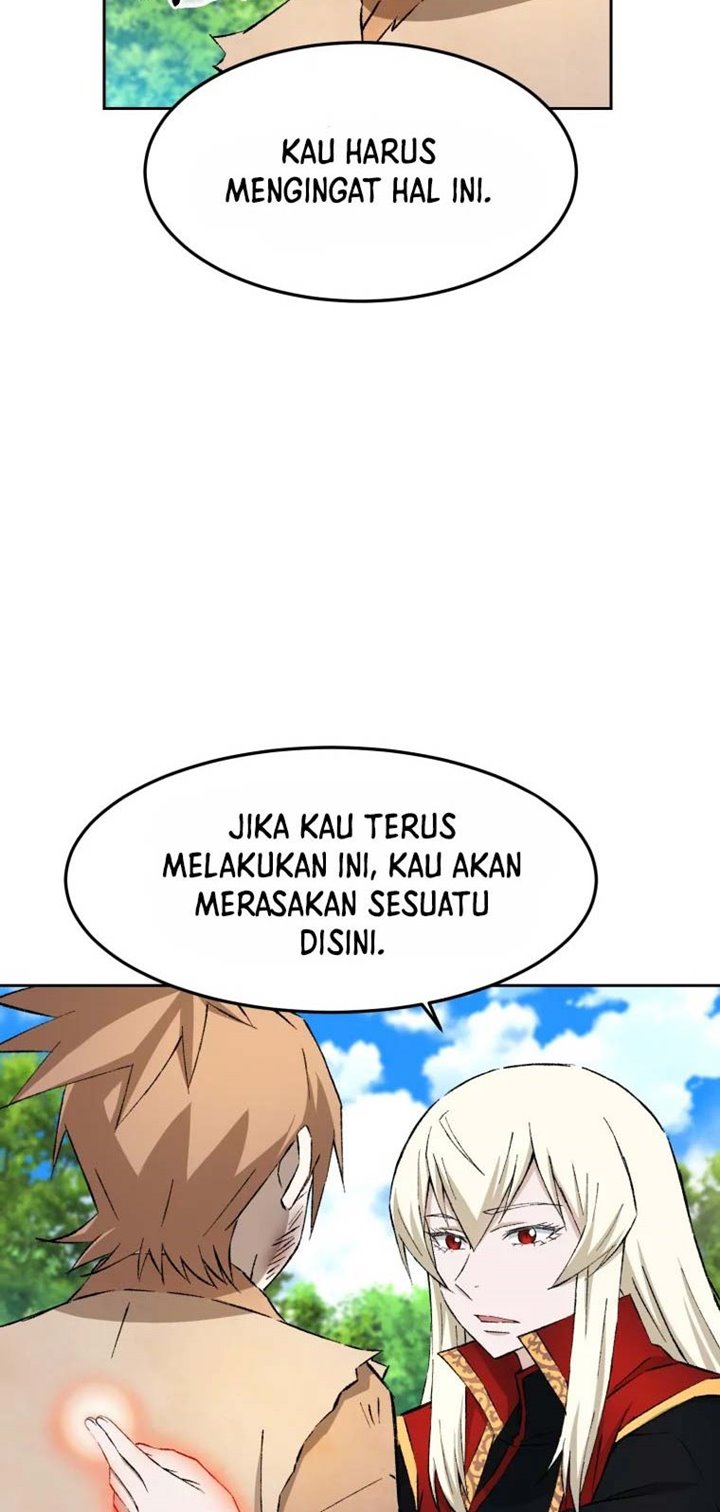 KAU HARUS
MENGINGAT HAL INI.
JIKA KAU TERUS
MELAKUKAN INI, KAU AKAN
MERASAKAN SESUATU
DISINI.